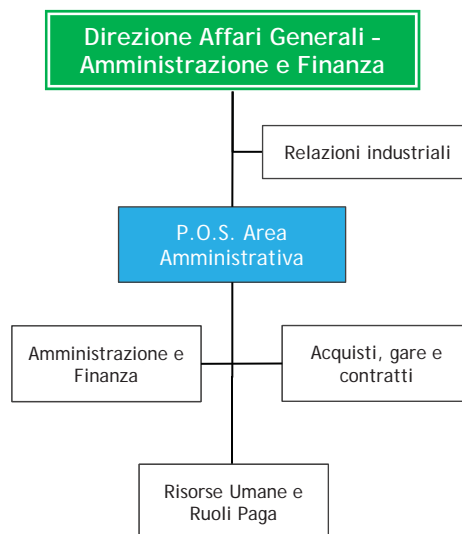 Direzione Affari Generali –
Amministrazione e Finanza
Relazioni industriali
P.O.S. Area
Amministrativa
Amministrazione e
Finanza
Acquisti, gare e
contratti
Risorse Umane e
Ruoli Paga